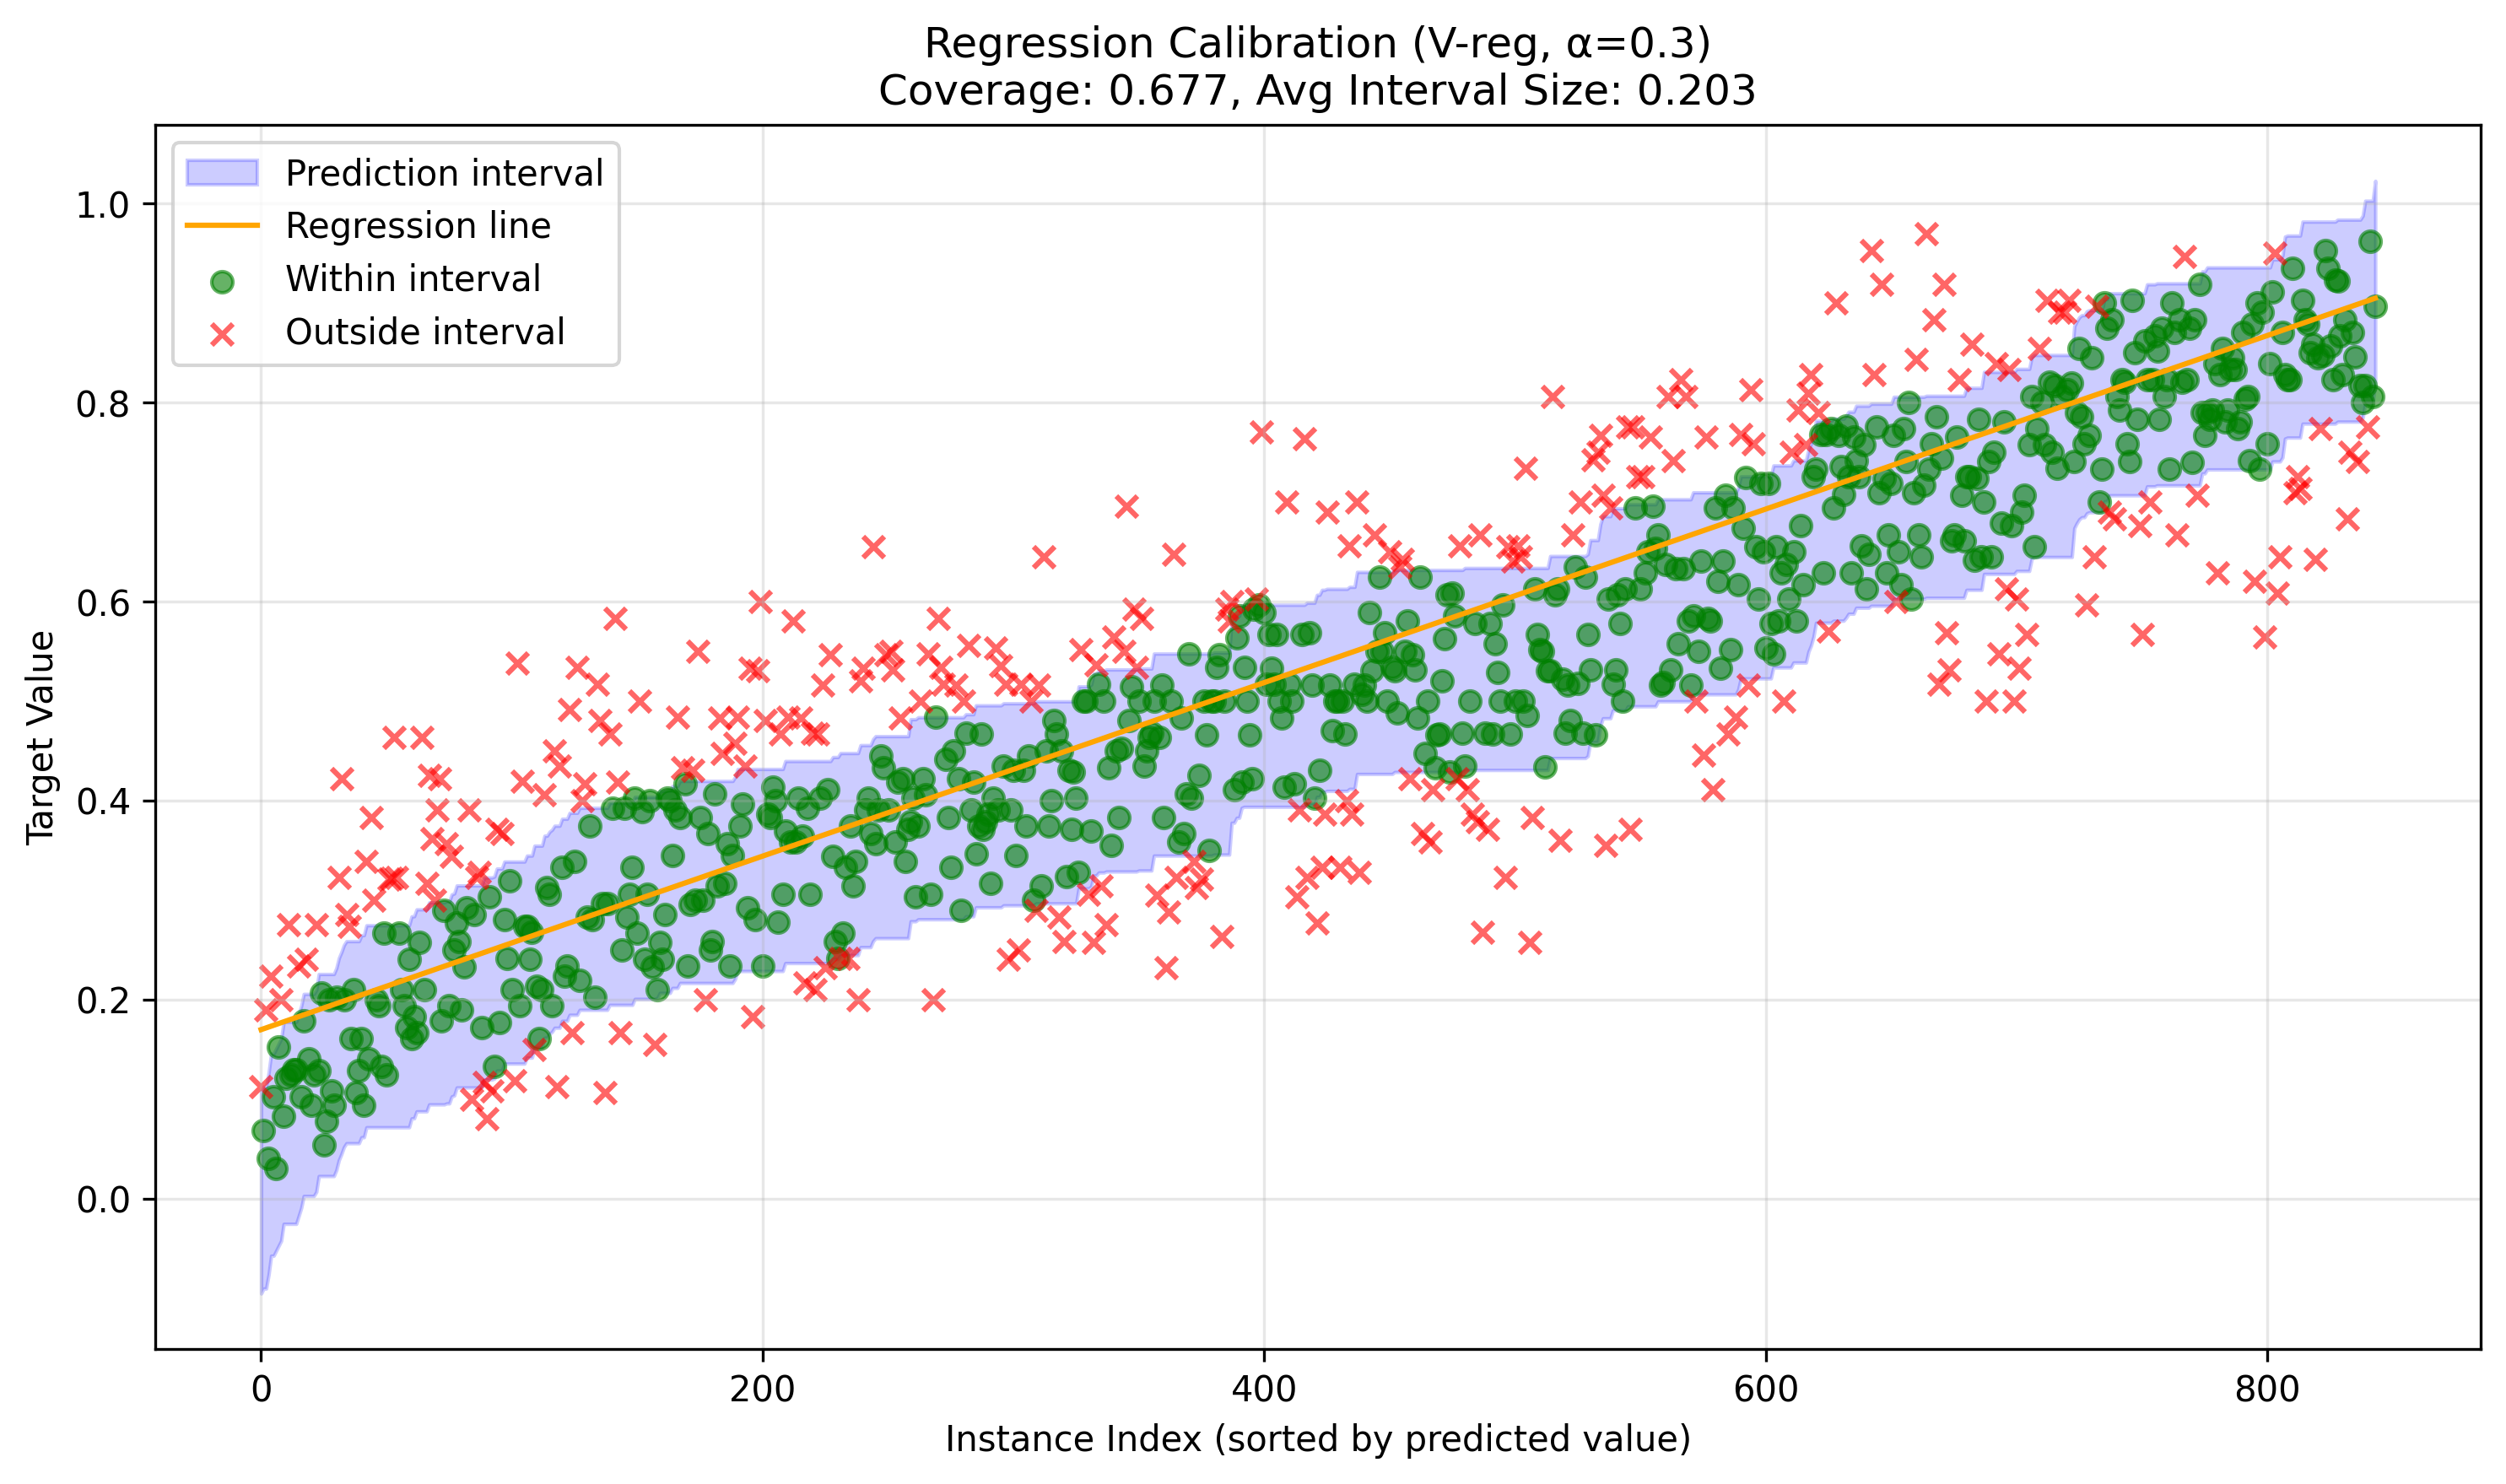 Regression Calibration (V-reg, α=0.3)
Coverage: 0.677, Avg Interval Size: 0.203
Prediction interval
Regression line
Within interval
Outside interval
1.0
0.8
0.6
0.4
0.2
0.0
Target Value
0 200 400 600 800
Instance Index (sorted by predicted value)